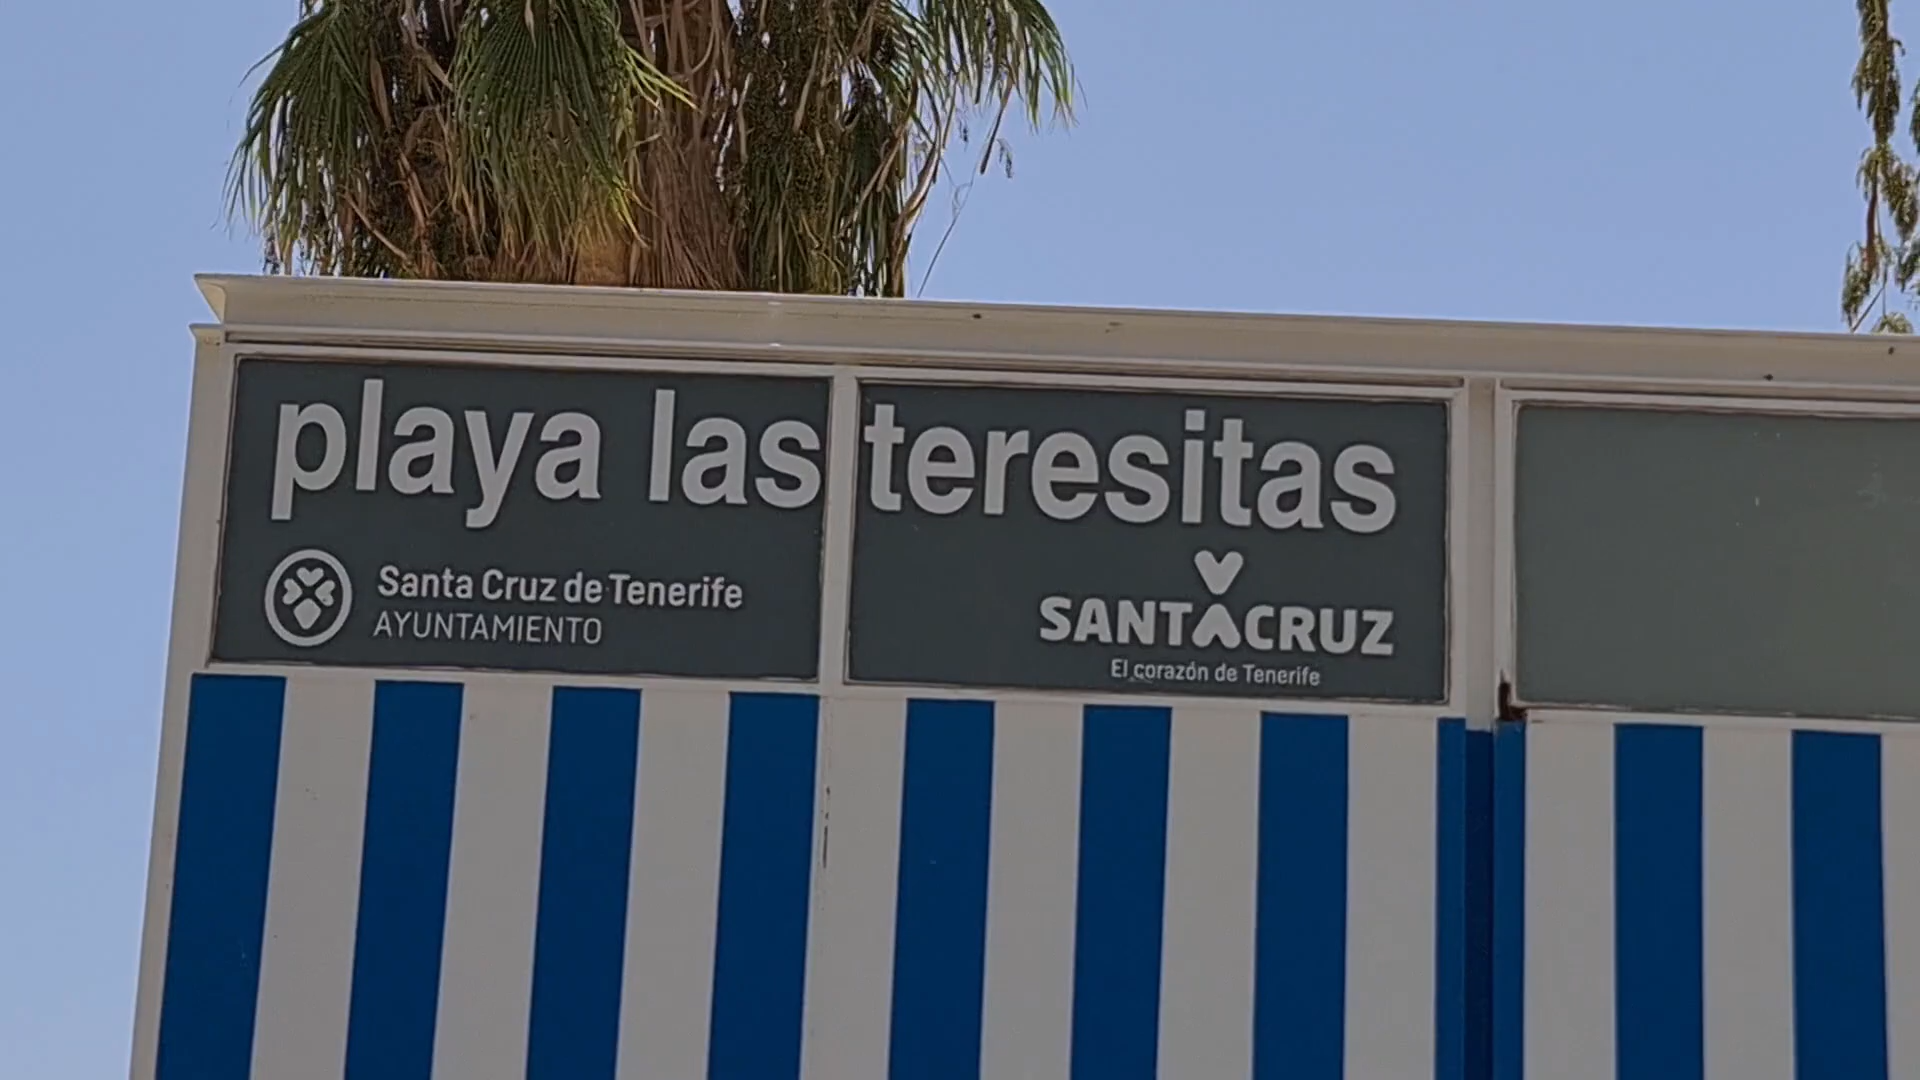 playa las teresitas
Santa Cruz de Tenerife
AYUNTAMIENTO
SANTACRUZ
El corazón de Tenerife